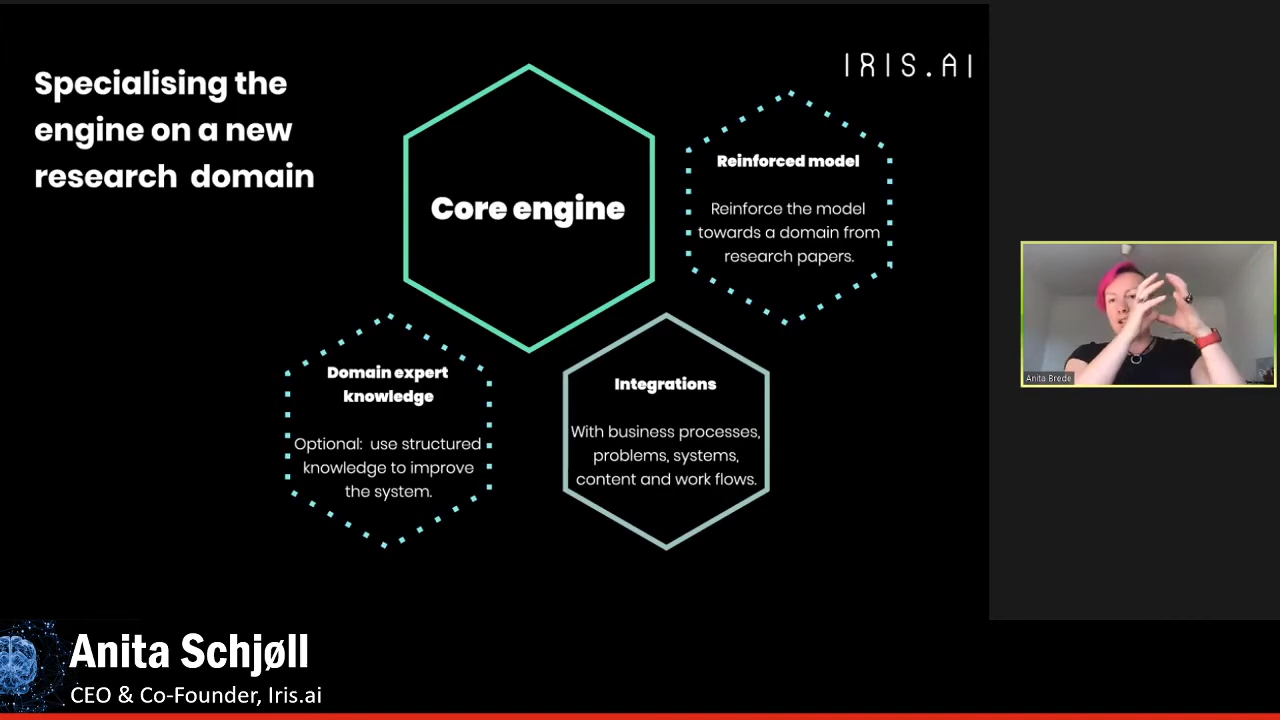 Specialising the
engine on a new
research domain
IRIS.AI
Core engine
Reinforced model
Reinforce the model
towards a domain from
research papers.
Domain expert
knowledge
Optional: use structured
knowledge to improve
the system.
Integrations
With business processes,
problems, systems,
content and work flows.
Anita Brede
Anita Schjøll
CEO & Co-Founder, Iris.ai